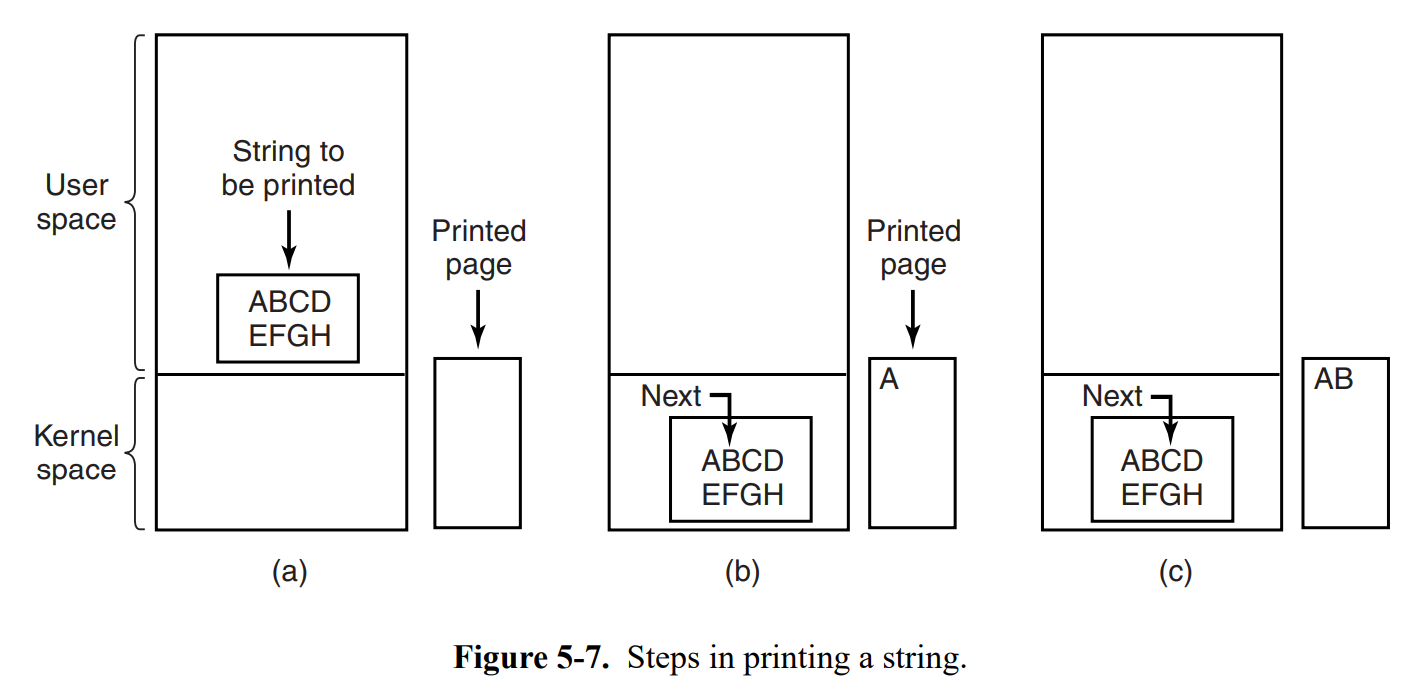 User
space
Kernel
space
String to
be printed
ABCD
EFGH
Printed
page
(a)
Next
ABCD
EFGH
Printed
page
A
(b)
Next
ABCD
EFGH
AB
(c)
Figure 5-7. Steps in printing a string.